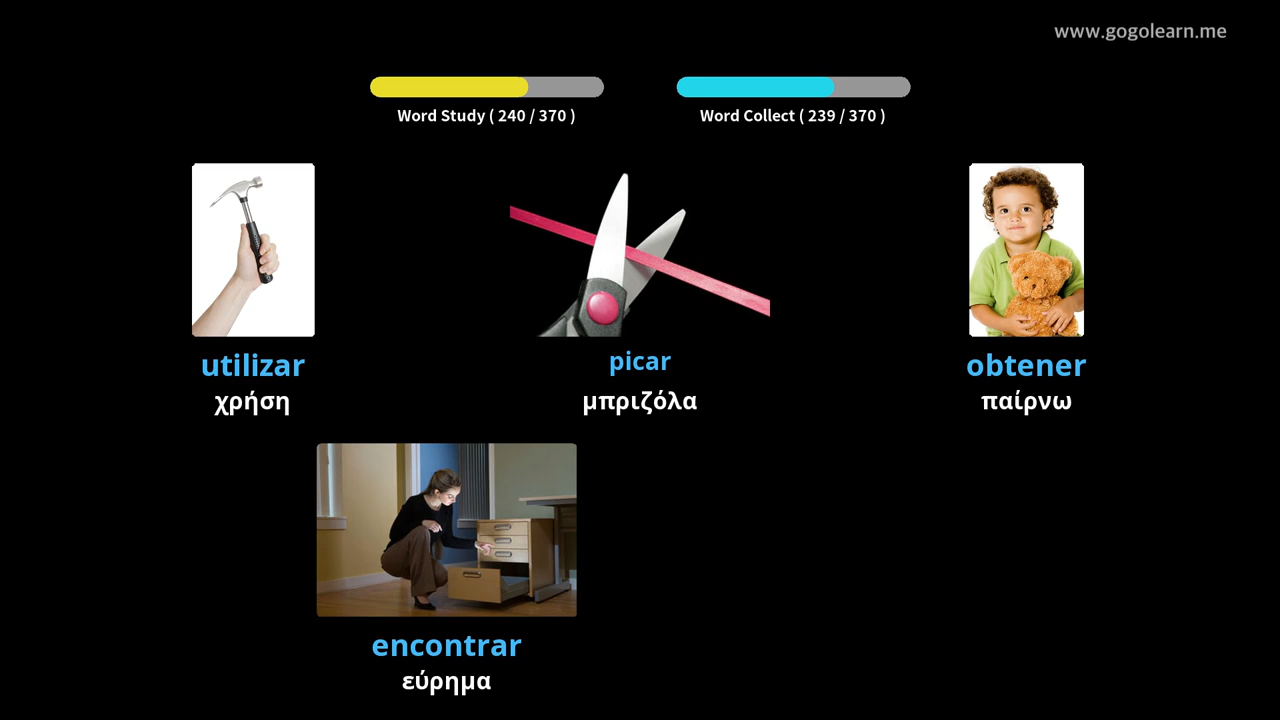 www.gogolearn.me
Word Study ( 240 / 370 )
Word Collect ( 239 / 370 )
utilizar
χρήση
picar
μπριζόλα
obtener
παίρνω
encontrar
εύρημα